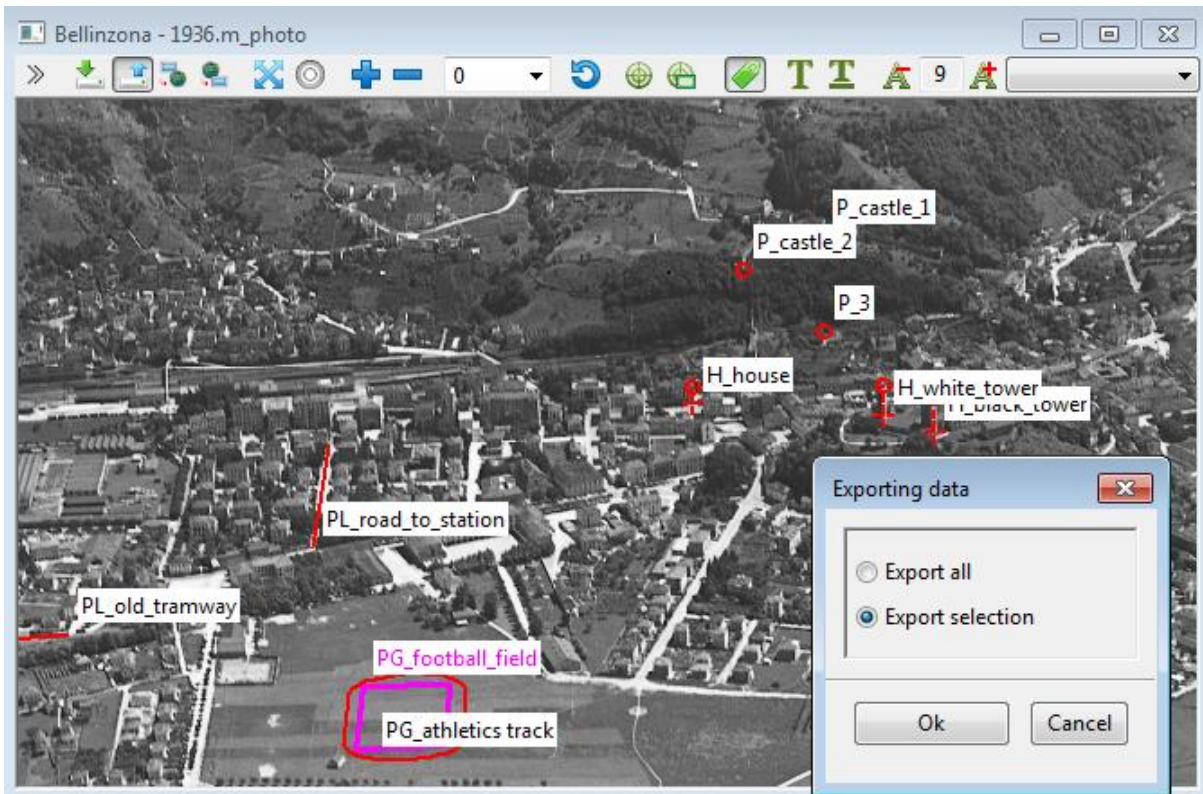 Bellinzona - 1936.m_photo
0
T
T
A
9
A
P_castle_1
P_castle_2
P_3
H_house
H_white_tower
H_black_tower
PL_road_to_station
PL_old_tramway
PG_football_field
PG_athletics track
Exporting data
Export all
Export selection
Ok
Cancel